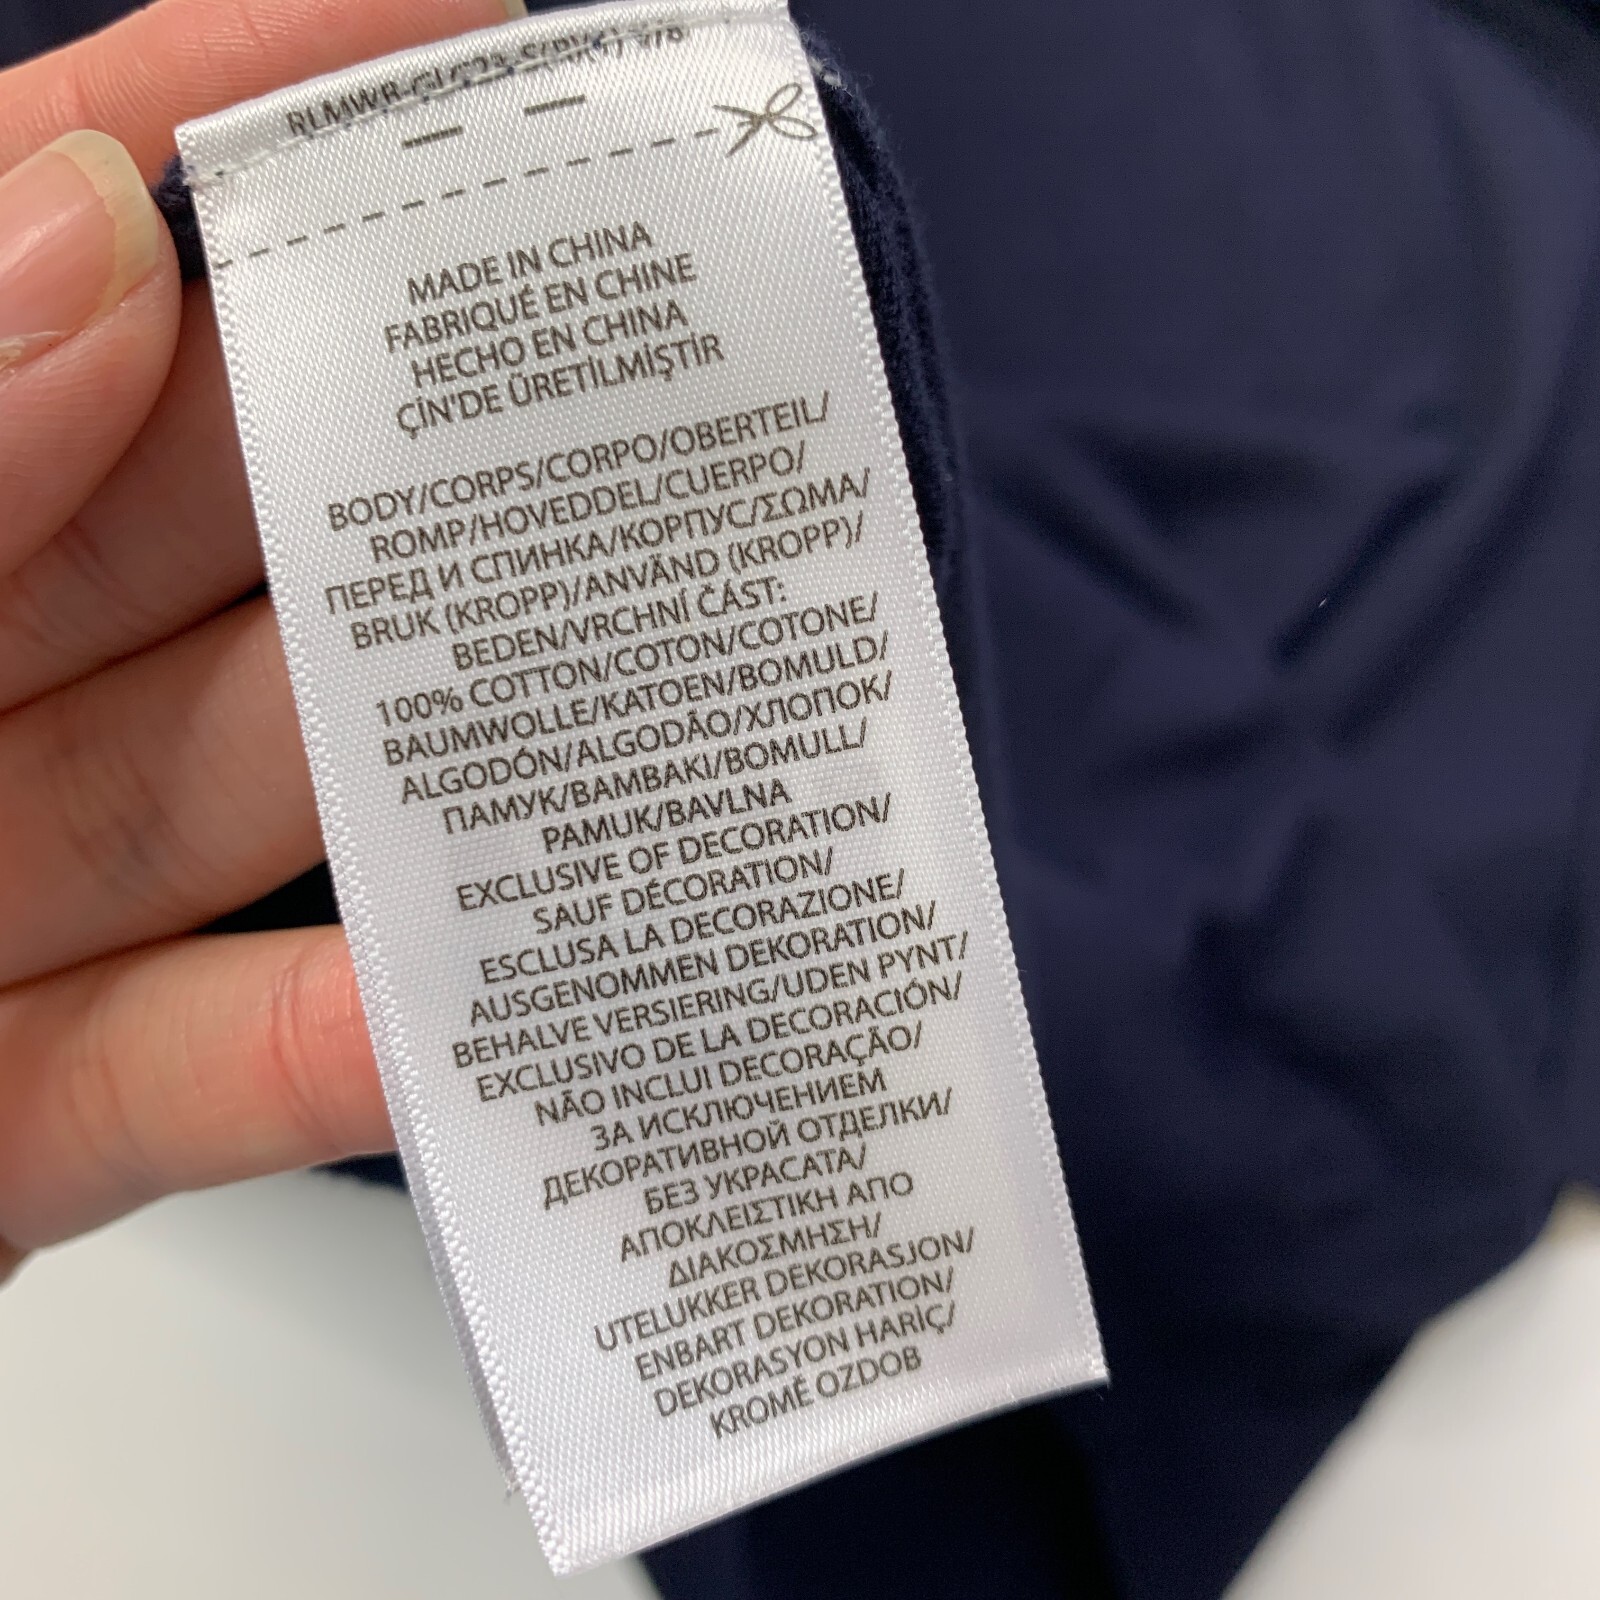 MADE IN CHINA
FABRIQUÉ EN CHINE
HECHO EN CHINA
ÇİN'DE ÜRETİLMİŞTİR
BODY/CORPS/CORPO/OBERTEIL/
ROMP/HOVEDDEL/CUERPO/
ПЕРЕД И СПИНКА/КОРПУС/ΣΩΜΑ/
BRUK (KROPP)/ANVÄND (KROPP)/
BEDEN/VRCHNÍ ČÁST:
100% COTTON/COTON/COTONE/
BAUMWOLLE/KATOEN/BOMULD/
ALGODÓN/ALGODÃO/ХЛОПОК/
ПАМУК/BAMBAKI/BOMULL/
PAMUK/BAVLNA
EXCLUSIVE OF DECORATION/
SAUF DÉCORATION/
ESCLUSA LA DECORAZIONE/
AUSGENOMMEN DEKORATION/
BEHALVE VERSIERING/UDEN PYNT/
EXCLUSIVO DE LA DECORACIÓN/
NÃO INCLUI DECORAÇÃO/
ЗА ИСКЛЮЧЕНИЕМ
ДЕКОРАТИВНОЙ ОТДЕЛКИ/
БЕЗ УКРАСАТА/
ΑΠΟΚΛΕΙΣΤΙΚΗ ΑΠΟ
ΔΙΑΚΟΣΜΗΣΗ/
UTELUKKER DEKORASJON/
ENBART DEKORATION/
DEKORASYON HARİÇ/
KROMĚ OZDOB